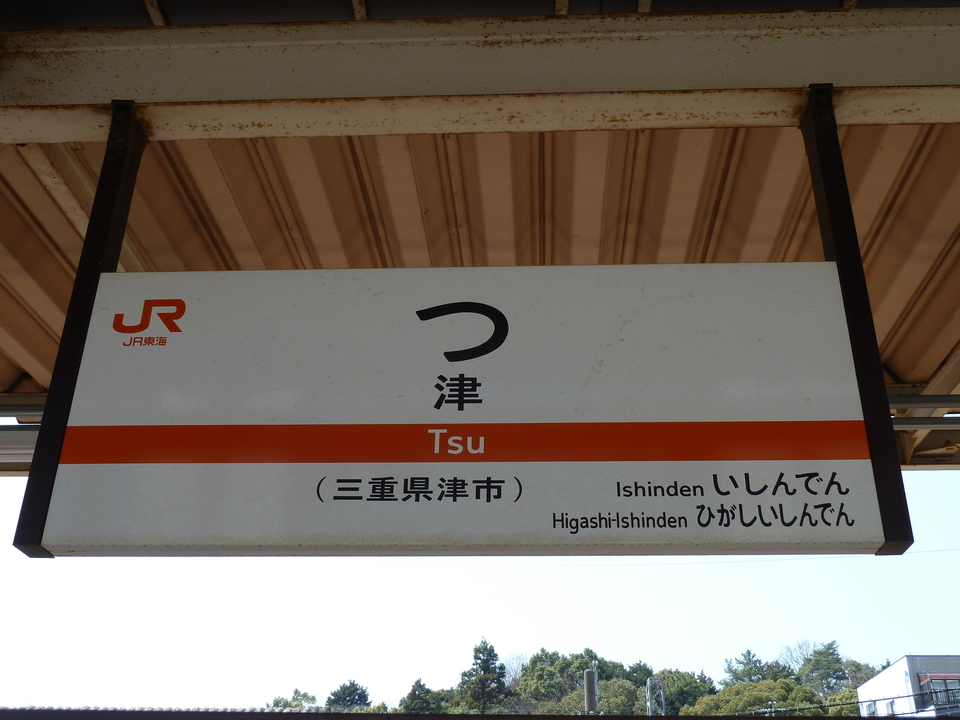 JR
JR東海
つ
津
Tsu
(三重県津市)
Ishinden いしんでん
Higashi-Ishinden ひがしいしんでん